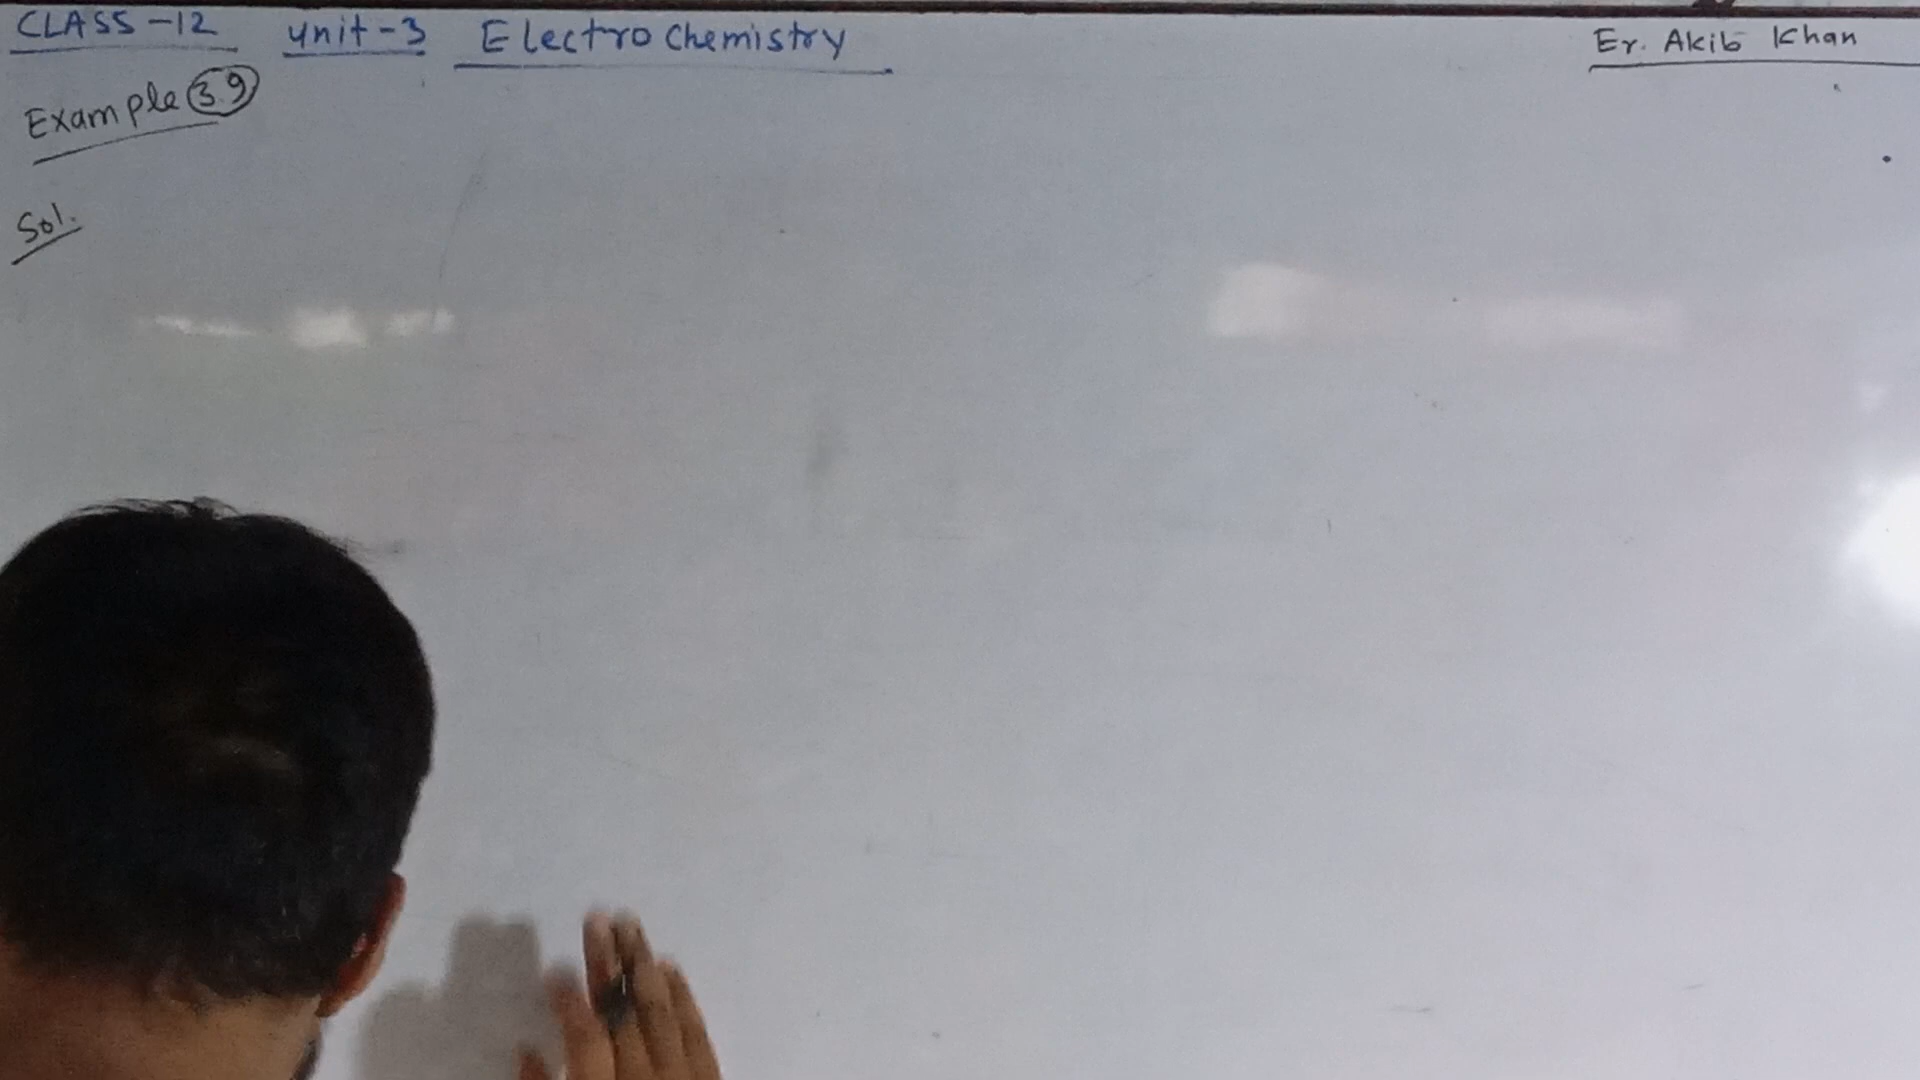 CLASS-12 Unit-3 Electro Chemistry Er. Akib Khan
Example 3.9
Sol.